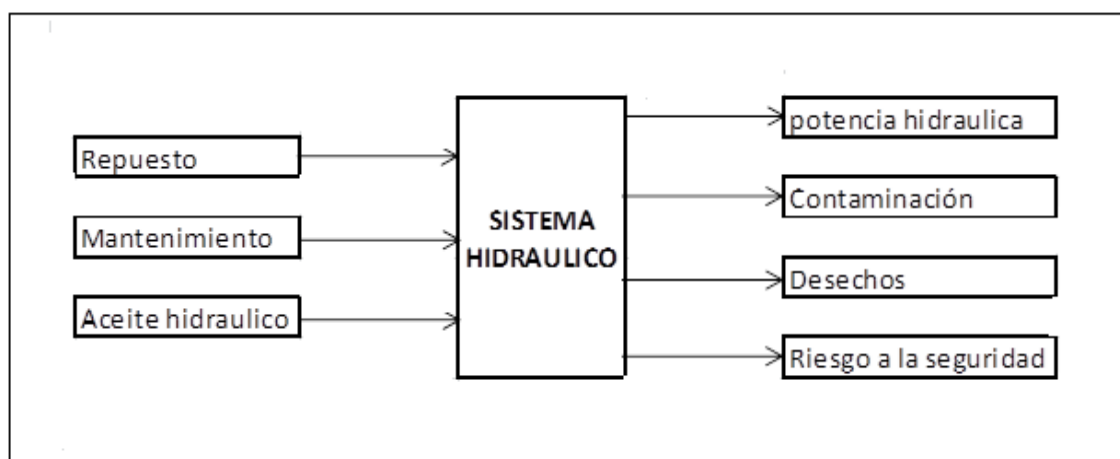 Repuesto
Mantenimiento
Aceite hidraulico
SISTEMA
HIDRAULICO
potencia hidraulica
Contaminación
Desechos
Riesgo a la seguridad